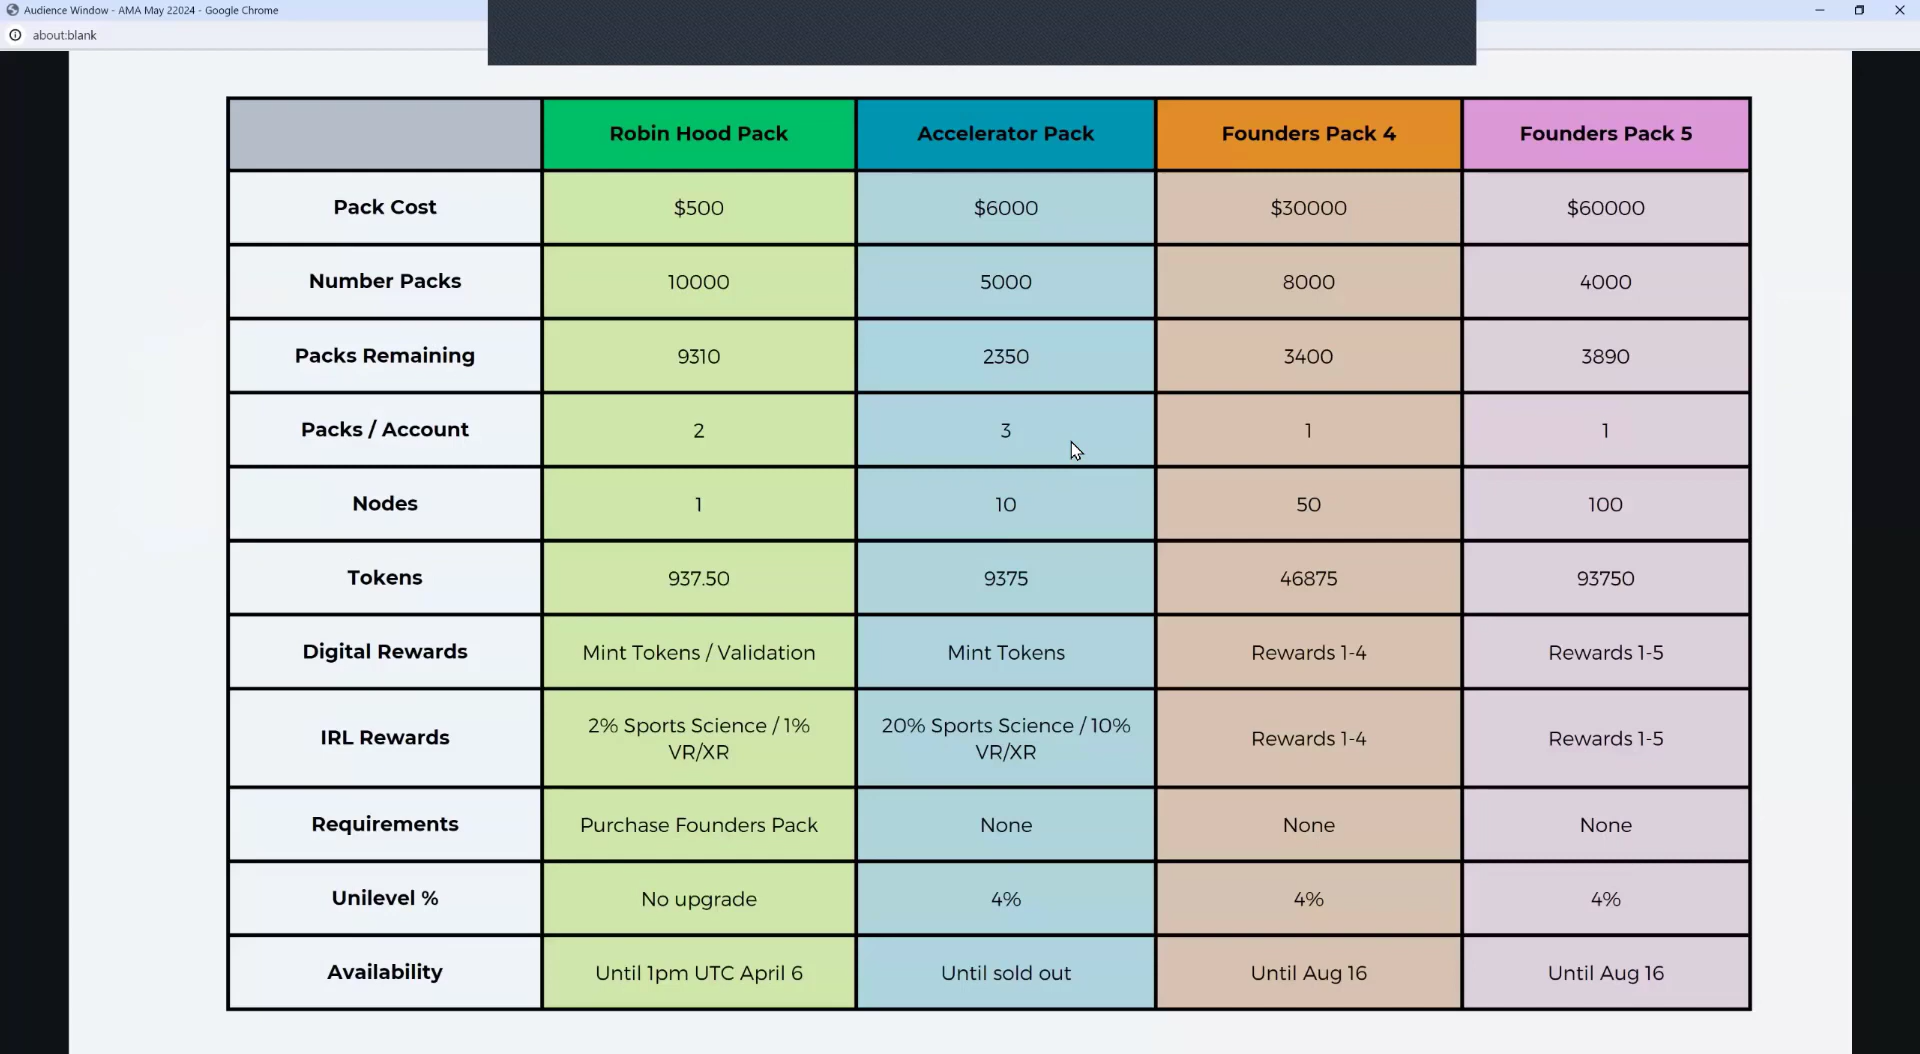 Audience Window - AMA May 22024 - Google Chrome
about:blank
Robin Hood Pack Accelerator Pack Founders Pack 4 Founders Pack 5
Pack Cost $500 $6000 $30000 $60000
Number Packs 10000 5000 8000 4000
Packs Remaining 9310 2350 3400 3890
Packs / Account 2 3 1 1
Nodes 1 10 50 100
Tokens 937.50 9375 46875 93750
Digital Rewards Mint Tokens / Validation Mint Tokens Rewards 1-4 Rewards 1-5
IRL Rewards 2% Sports Science / 1% VR/XR 20% Sports Science / 10% VR/XR Rewards 1-4 Rewards 1-5
Requirements Purchase Founders Pack None None None
Unilevel % No upgrade 4% 4% 4%
Availability Until 1pm UTC April 6 Until sold out Until Aug 16 Until Aug 16